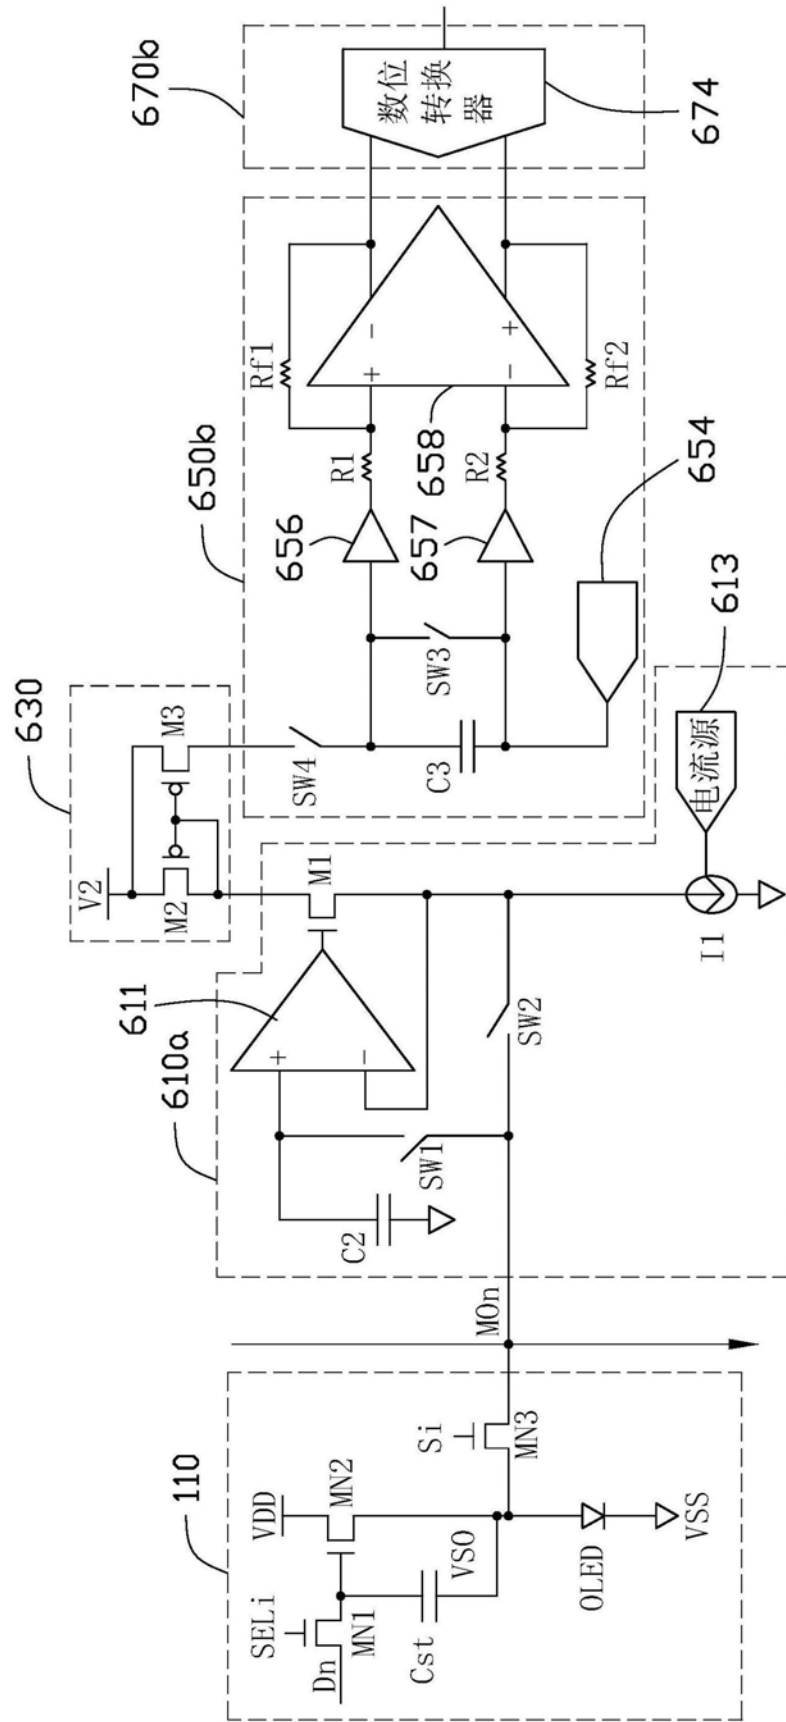 110
SELi
Dn
MN1
VDD
MN2
Cst
VSO
OLED
VSS
Si
MN3
MOn
610a
611
+
-
C2
SW1
SW2
M1
I1
电流源
613
630
V2
M2
M3
650b
SW4
C3
SW3
654
656
657
R1
R2
658
Rf1
Rf2
+
-
-
+
670b
数位
转换
器
674